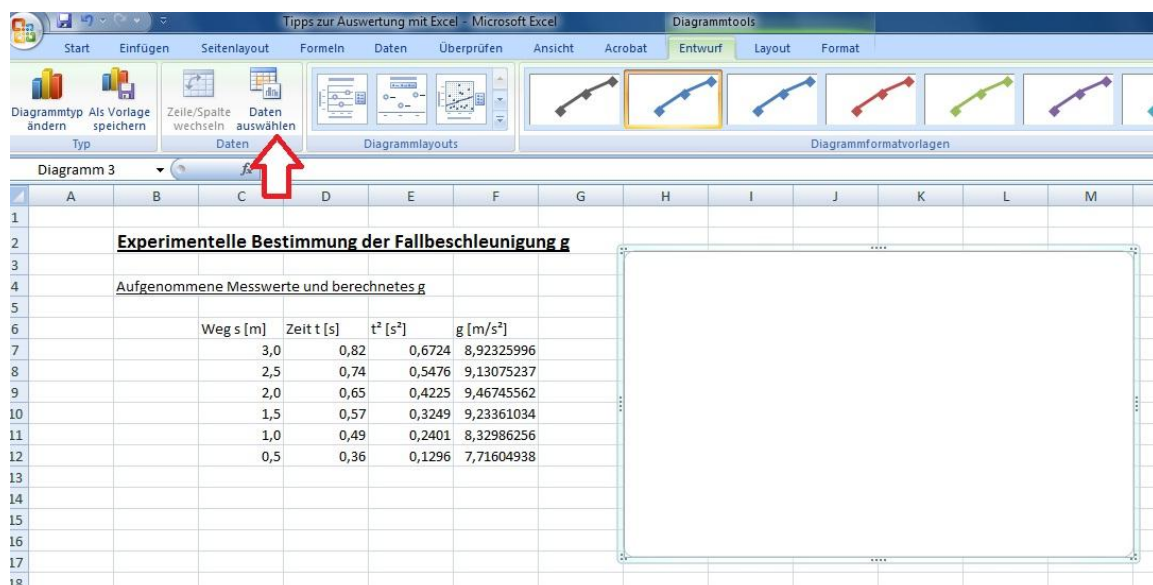 Tipps zur Auswertung mit Excel - Microsoft Excel
Diagrammtools
Start Einfügen Seitenlayout Formeln Daten Überprüfen Ansicht Acrobat Entwurf Layout Format
Diagrammtyp ändern
Als Vorlage speichern
Zeile/Spalte wechseln
Daten auswählen
Typ Daten Diagrammlayouts Diagrammformatvorlagen
Diagramm 3
A B C D E F G H I J K L M
1
2 Experimentelle Bestimmung der Fallbeschleunigung g
3
4 Aufgenommene Messwerte und berechnetes g
5
6 Weg s [m] Zeit t [s] t² [s²] g [m/s²]
7 3,0 0,82 0,6724 8,92325996
8 2,5 0,74 0,5476 9,13075237
9 2,0 0,65 0,4225 9,46745562
10 1,5 0,57 0,3249 9,23361034
11 1,0 0,49 0,2401 8,32986256
12 0,5 0,36 0,1296 7,71604938
13
14
15
16
17
18